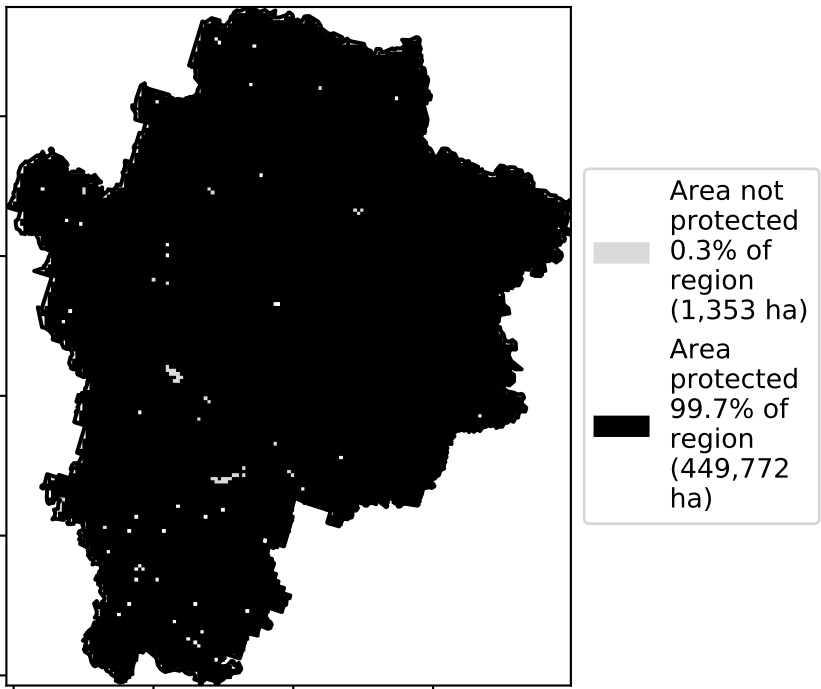 Area not
protected
0.3% of
region
(1,353 ha)
Area
protected
99.7% of
region
(449,772
ha)